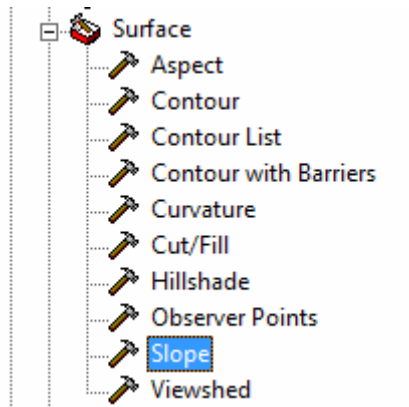 Surface
Aspect
Contour
Contour List
Contour with Barriers
Curvature
Cut/Fill
Hillshade
Observer Points
Slope
Viewshed